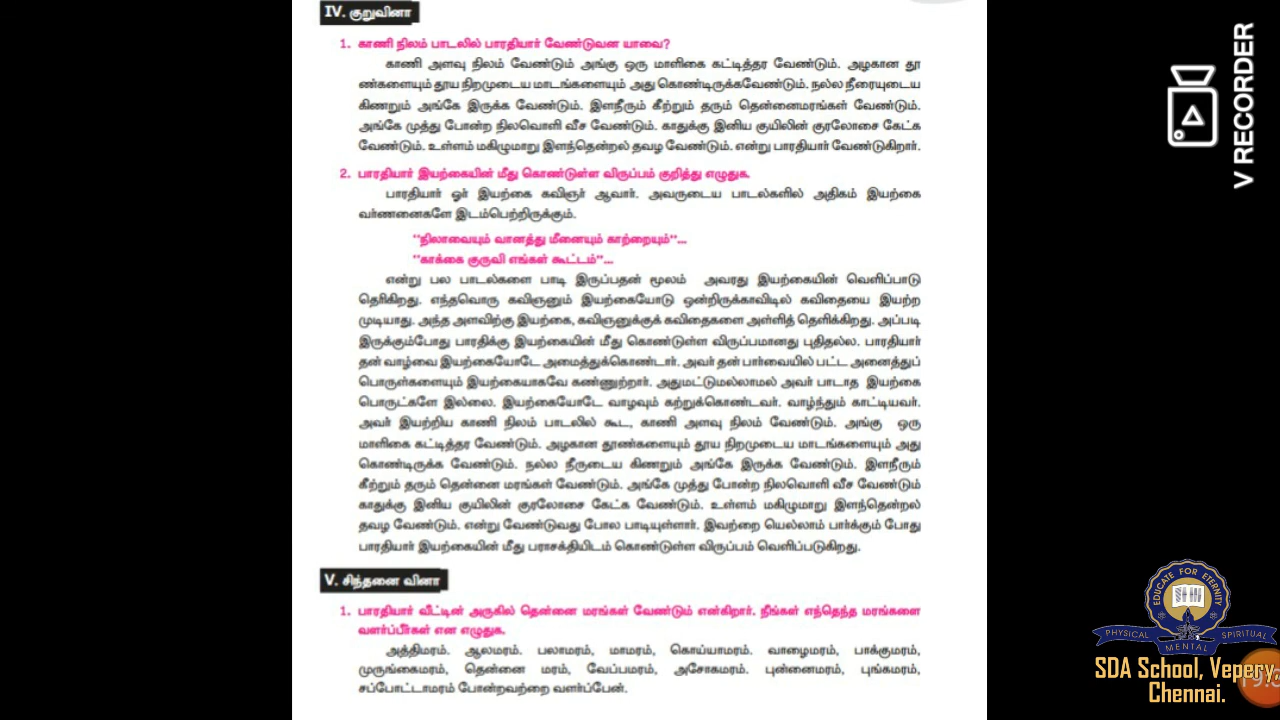 IV. குறுவினா
1. காணி நிலம் பாடலில் பாரதியார் வேண்டுவன யாவை?
காணி அளவு நிலம் வேண்டும் அங்கு ஒரு மாளிகை கட்டித்தர வேண்டும். அழகான தூ
ண்களையும் தூய நிறமுடைய மாடங்களையும் அது கொண்டிருக்கவேண்டும். நல்ல நீரையுடைய
கிணறும் அங்கே இருக்க வேண்டும். இளநீரும் கீற்றும் தரும் தென்னைமரங்கள் வேண்டும்.
அங்கே முத்து போன்ற நிலவொளி வீச வேண்டும். காதுக்கு இனிய குயிலின் குரலோசை கேட்க
வேண்டும். உள்ளம் மகிழுமாறு இளந்தென்றல் தவழ வேண்டும். என்று பாரதியார் வேண்டுகிறார்.
2. பாரதியார் இயற்கையின் மீது கொண்டுள்ள விருப்பம் குறித்து எழுதுக.
பாரதியார் ஓர் இயற்கை கவிஞர் ஆவார். அவருடைய பாடல்களில் அதிகம் இயற்கை
வர்ணனைகளே இடம்பெற்றிருக்கும்.
"நிலாவையும் வானத்து மீனையும் காற்றையும்"...
"காக்கை குருவி எங்கள் கூட்டம்"...
என்று பல பாடல்களை பாடி இருப்பதன் மூலம் அவரது இயற்கையின் வெளிப்பாடு
தெரிகிறது. எந்தவொரு கவிஞனும் இயற்கையோடு ஒன்றிருக்காவிடில் கவிதையை இயற்ற
முடியாது. அந்த அளவிற்கு இயற்கை, கவிஞனுக்குக் கவிதைகளை அள்ளித் தெளிக்கிறது. அப்படி
இருக்கும்போது பாரதிக்கு இயற்கையின் மீது கொண்டுள்ள விருப்பமானது புதிதல்ல. பாரதியார்
தன் வாழ்வை இயற்கையோடே அமைத்துக்கொண்டார். அவர் தன் பார்வையில் பட்ட அனைத்துப்
பொருள்களையும் இயற்கையாகவே கண்ணுற்றார். அதுமட்டுமல்லாமல் அவர் பாடாத இயற்கை
பொருட்களே இல்லை. இயற்கையோடே வாழவும் கற்றுக்கொண்டவர். வாழ்ந்தும் காட்டியவர்.
அவர் இயற்றிய காணி நிலம் பாடலில் கூட, காணி அளவு நிலம் வேண்டும். அங்கு ஒரு
மாளிகை கட்டித்தர வேண்டும். அழகான தூண்களையும் தூய நிறமுடைய மாடங்களையும் அது
கொண்டிருக்க வேண்டும். நல்ல நீருடைய கிணறும் அங்கே இருக்க வேண்டும். இளநீரும்
கீற்றும் தரும் தென்னை மரங்கள் வேண்டும். அங்கே முத்து போன்ற நிலவொளி வீச வேண்டும்
காதுக்கு இனிய குயிலின் குரலோசை கேட்க வேண்டும். உள்ளம் மகிழுமாறு இளந்தென்றல்
தவழ வேண்டும். என்று வேண்டுவது போல பாடியுள்ளார். இவற்றை யெல்லாம் பார்க்கும் போது
பாரதியார் இயற்கையின் மீது பராசக்தியிடம் கொண்டுள்ள விருப்பம் வெளிப்படுகிறது.
V. சிந்தனை வினா
1. பாரதியார் வீட்டின் அருகில் தென்னை மரங்கள் வேண்டும் என்கிறார். நீங்கள் எந்தெந்த மரங்களை
வளர்ப்பீர்கள் என எழுதுக.
அத்திமரம். ஆலமரம். பலாமரம், மாமரம், கொய்யாமரம். வாழைமரம், பாக்குமரம்,
முருங்கைமரம், தென்னை மரம், வேப்பமரம், அசோகமரம். புன்னைமரம், புங்கமரம்,
சப்போட்டாமரம் போன்றவற்றை வளர்ப்பேன்.
V RECORDER
EDUCATE FOR ETERNITY
PHYSICAL MENTAL SPIRITUAL
SDA School, Vepery,
Chennai.